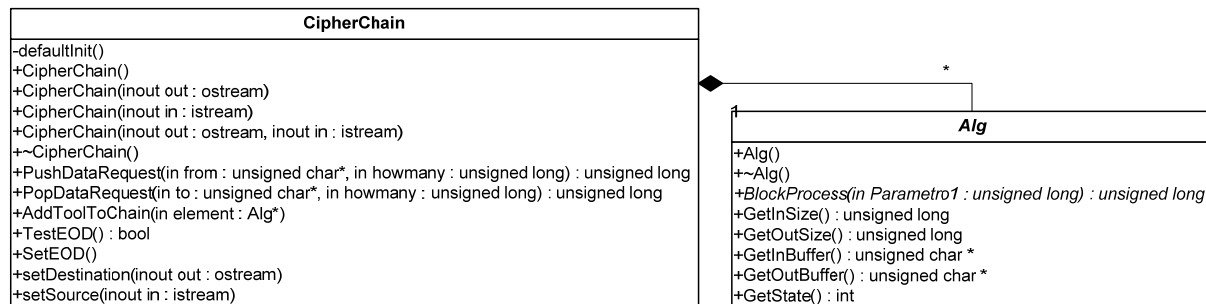 CipherChain
-defaultInit()
+CipherChain()
+CipherChain(inout out : ostream)
+CipherChain(inout in : istream)
+CipherChain(inout out : ostream, inout in : istream)
+~CipherChain()
+PushDataRequest(in from : unsigned char*, in howmany : unsigned long) : unsigned long
+PopDataRequest(in to : unsigned char*, in howmany : unsigned long) : unsigned long
+AddToolToChain(in element : Alg*)
+TestEOD() : bool
+SetEOD()
+setDestination(inout out : ostream)
+setSource(inout in : istream)
*
1
Alg
+Alg()
+~Alg()
+BlockProcess(in Parametro1 : unsigned long) : unsigned long
+GetInSize() : unsigned long
+GetOutSize() : unsigned long
+GetInBuffer() : unsigned char *
+GetOutBuffer() : unsigned char *
+GetState() : int